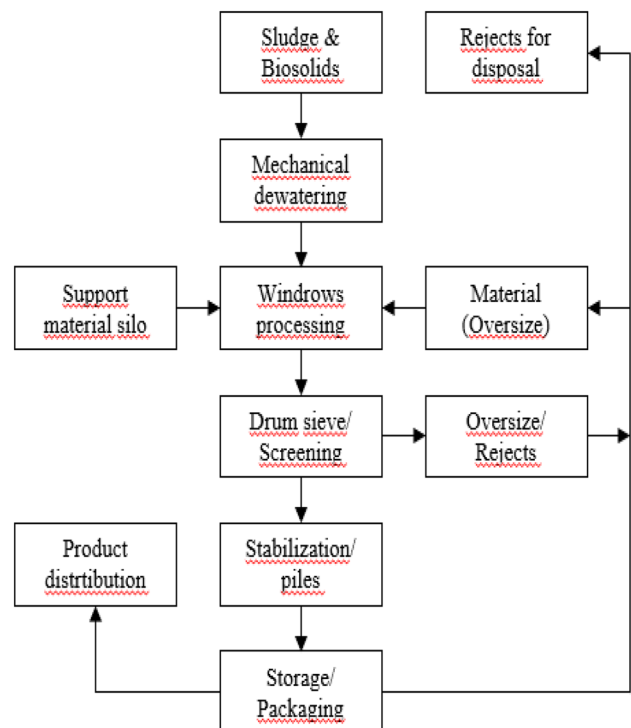 Sludge &
Biosolids
Rejects for
disposal
Mechanical
dewatering
Support
material silo
Windrows
processing
Material
(Oversize)
Drum sieve/
Screening
Oversize/
Rejects
Product
distrtibution
Stabilization/
piles
Storage/
Packaging